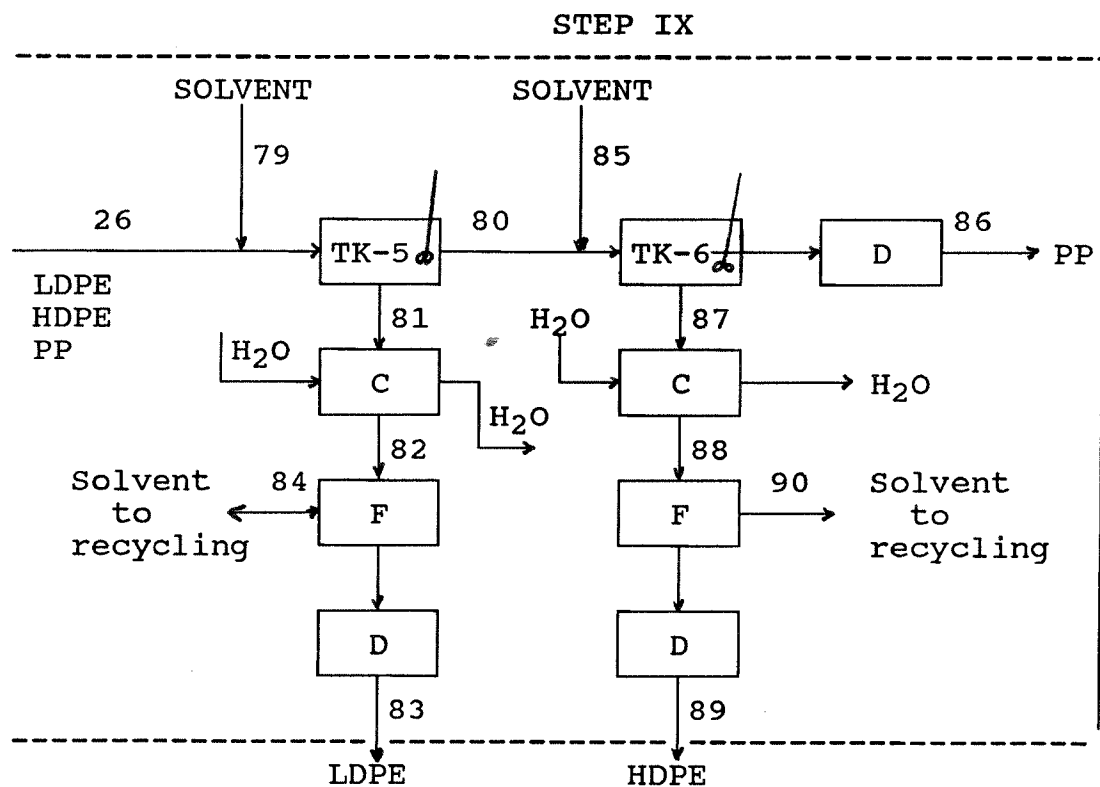 STEP IX
SOLVENT
SOLVENT
79
85
26
80
86
TK-5
TK-6
D
PP
LDPE
HDPE
PP
81
87
H2O
H2O
C
C
H2O
H2O
82
88
Solvent
to
recycling
84
F
F
90
Solvent
to
recycling
D
D
83
89
LDPE
HDPE